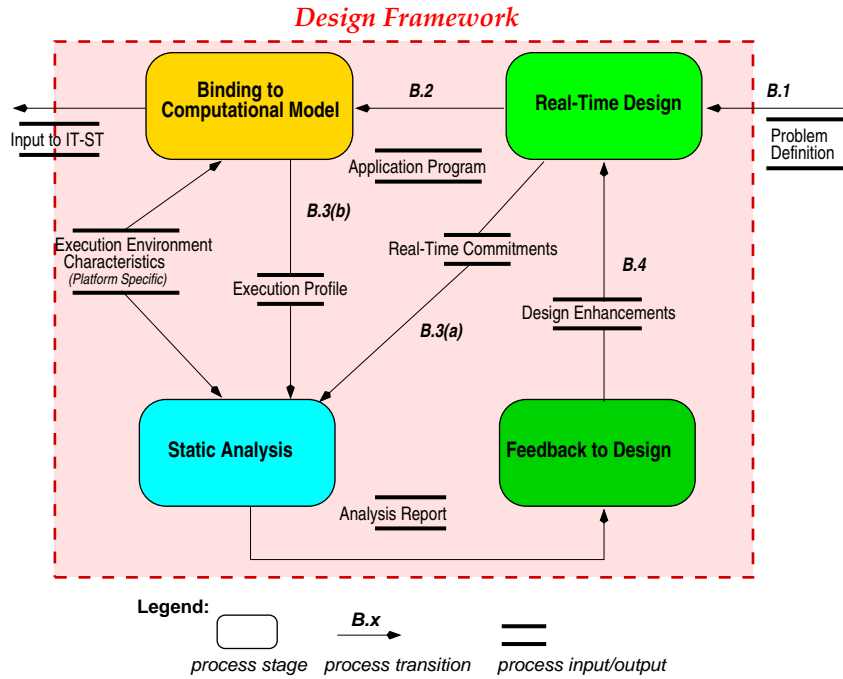 Design Framework
Binding to
Computational Model
B.2
Real-Time Design
B.1
Input to IT-ST
Problem
Definition
Application Program
B.3(b)
Execution Environment
Characteristics
(Platform Specific)
Real-Time Commitments
B.4
Execution Profile
Design Enhancements
B.3(a)
Static Analysis
Feedback to Design
Analysis Report
Legend:
B.x
process stage
process transition
process input/output